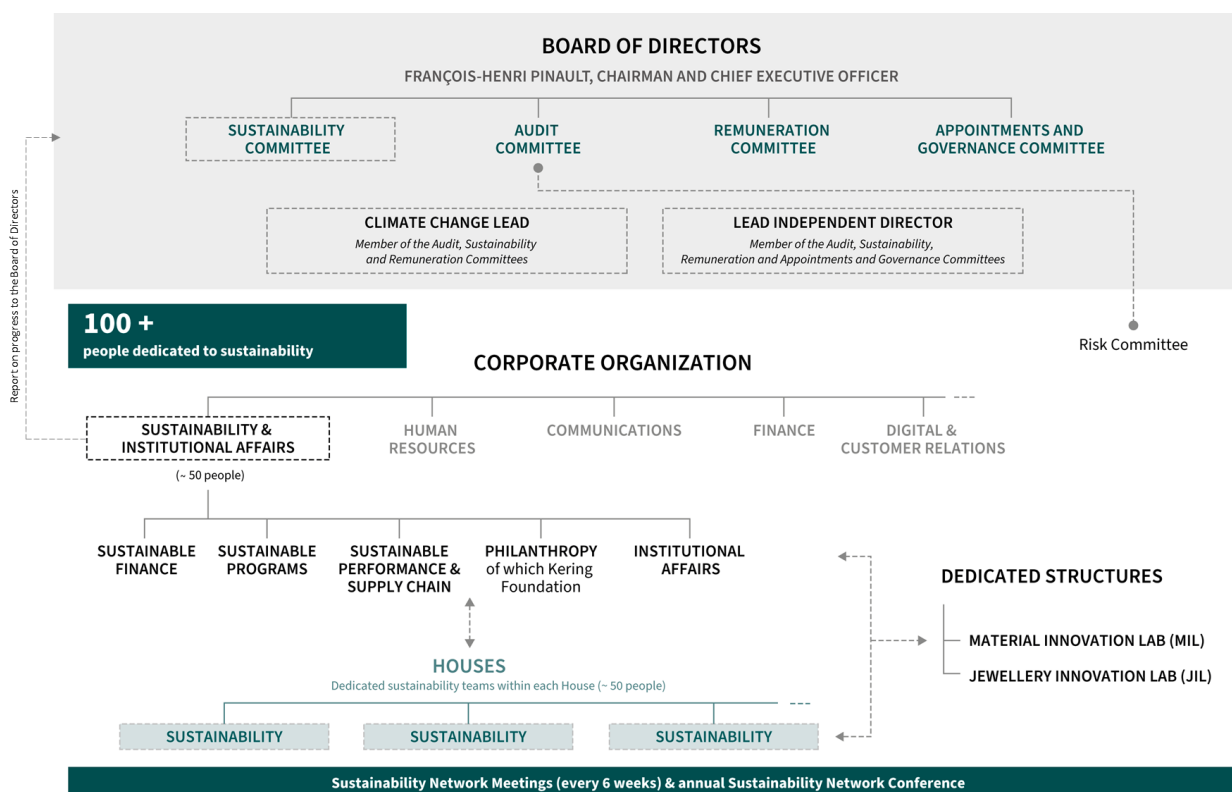 BOARD OF DIRECTORS
FRANÇOIS-HENRI PINAULT, CHAIRMAN AND CHIEF EXECUTIVE OFFICER
SUSTAINABILITY
COMMITTEE
AUDIT
COMMITTEE
REMUNERATION
COMMITTEE
APPOINTMENTS AND
GOVERNANCE COMMITTEE
CLIMATE CHANGE LEAD
Member of the Audit, Sustainability
and Remuneration Committees
LEAD INDEPENDENT DIRECTOR
Member of the Audit, Sustainability,
Remuneration and Appointments and Governance Committees
Report on progress to the Board of Directors
100 +
people dedicated to sustainability
Risk Committee
CORPORATE ORGANIZATION
SUSTAINABILITY &
INSTITUTIONAL AFFAIRS
(~ 50 people)
HUMAN
RESOURCES
COMMUNICATIONS
FINANCE
DIGITAL &
CUSTOMER RELATIONS
SUSTAINABLE
FINANCE
SUSTAINABLE
PROGRAMS
SUSTAINABLE
PERFORMANCE &
SUPPLY CHAIN
PHILANTHROPY
of which Kering
Foundation
INSTITUTIONAL
AFFAIRS
DEDICATED STRUCTURES
MATERIAL INNOVATION LAB (MIL)
JEWELLERY INNOVATION LAB (JIL)
HOUSES
Dedicated sustainability teams within each House (~ 50 people)
SUSTAINABILITY
SUSTAINABILITY
SUSTAINABILITY
Sustainability Network Meetings (every 6 weeks) & annual Sustainability Network Conference